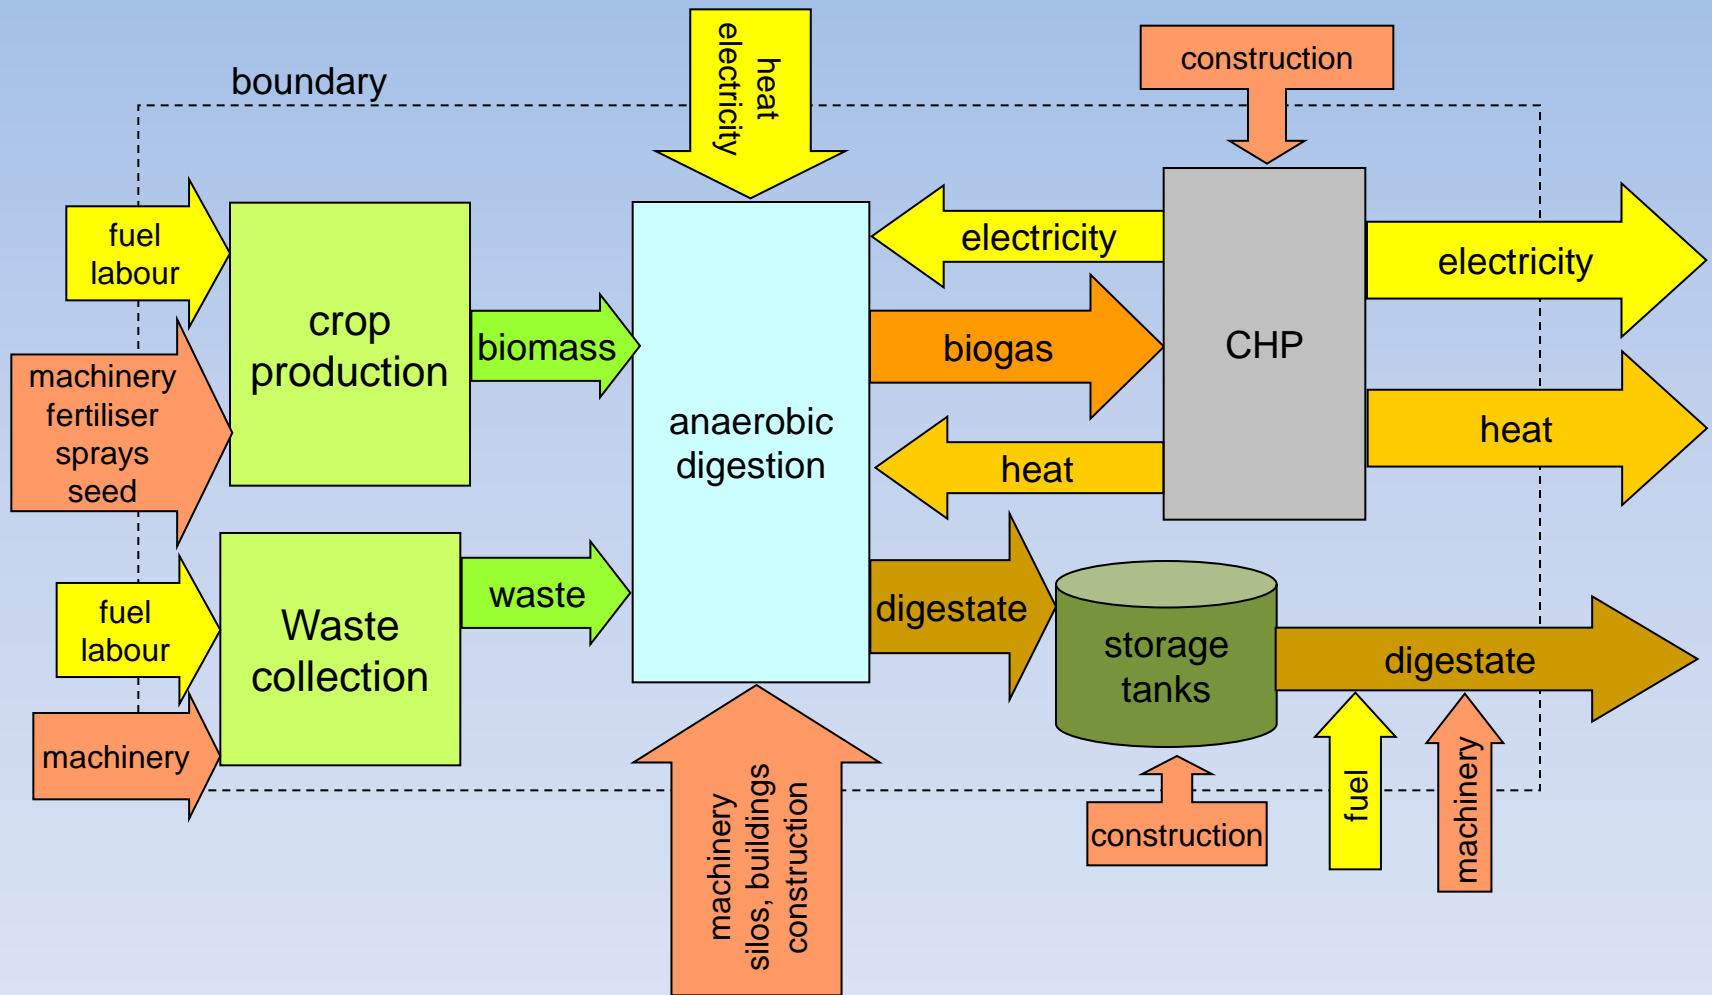 boundary
heat
electricity
construction
fuel
labour
crop
production
biomass
machinery
fertiliser
sprays
seed
anaerobic
digestion
electricity
biogas
heat
CHP
electricity
heat
fuel
labour
machinery
Waste
collection
waste
digestate
storage
tanks
digestate
machinery
silos, buildings
construction
construction
fuel
machinery